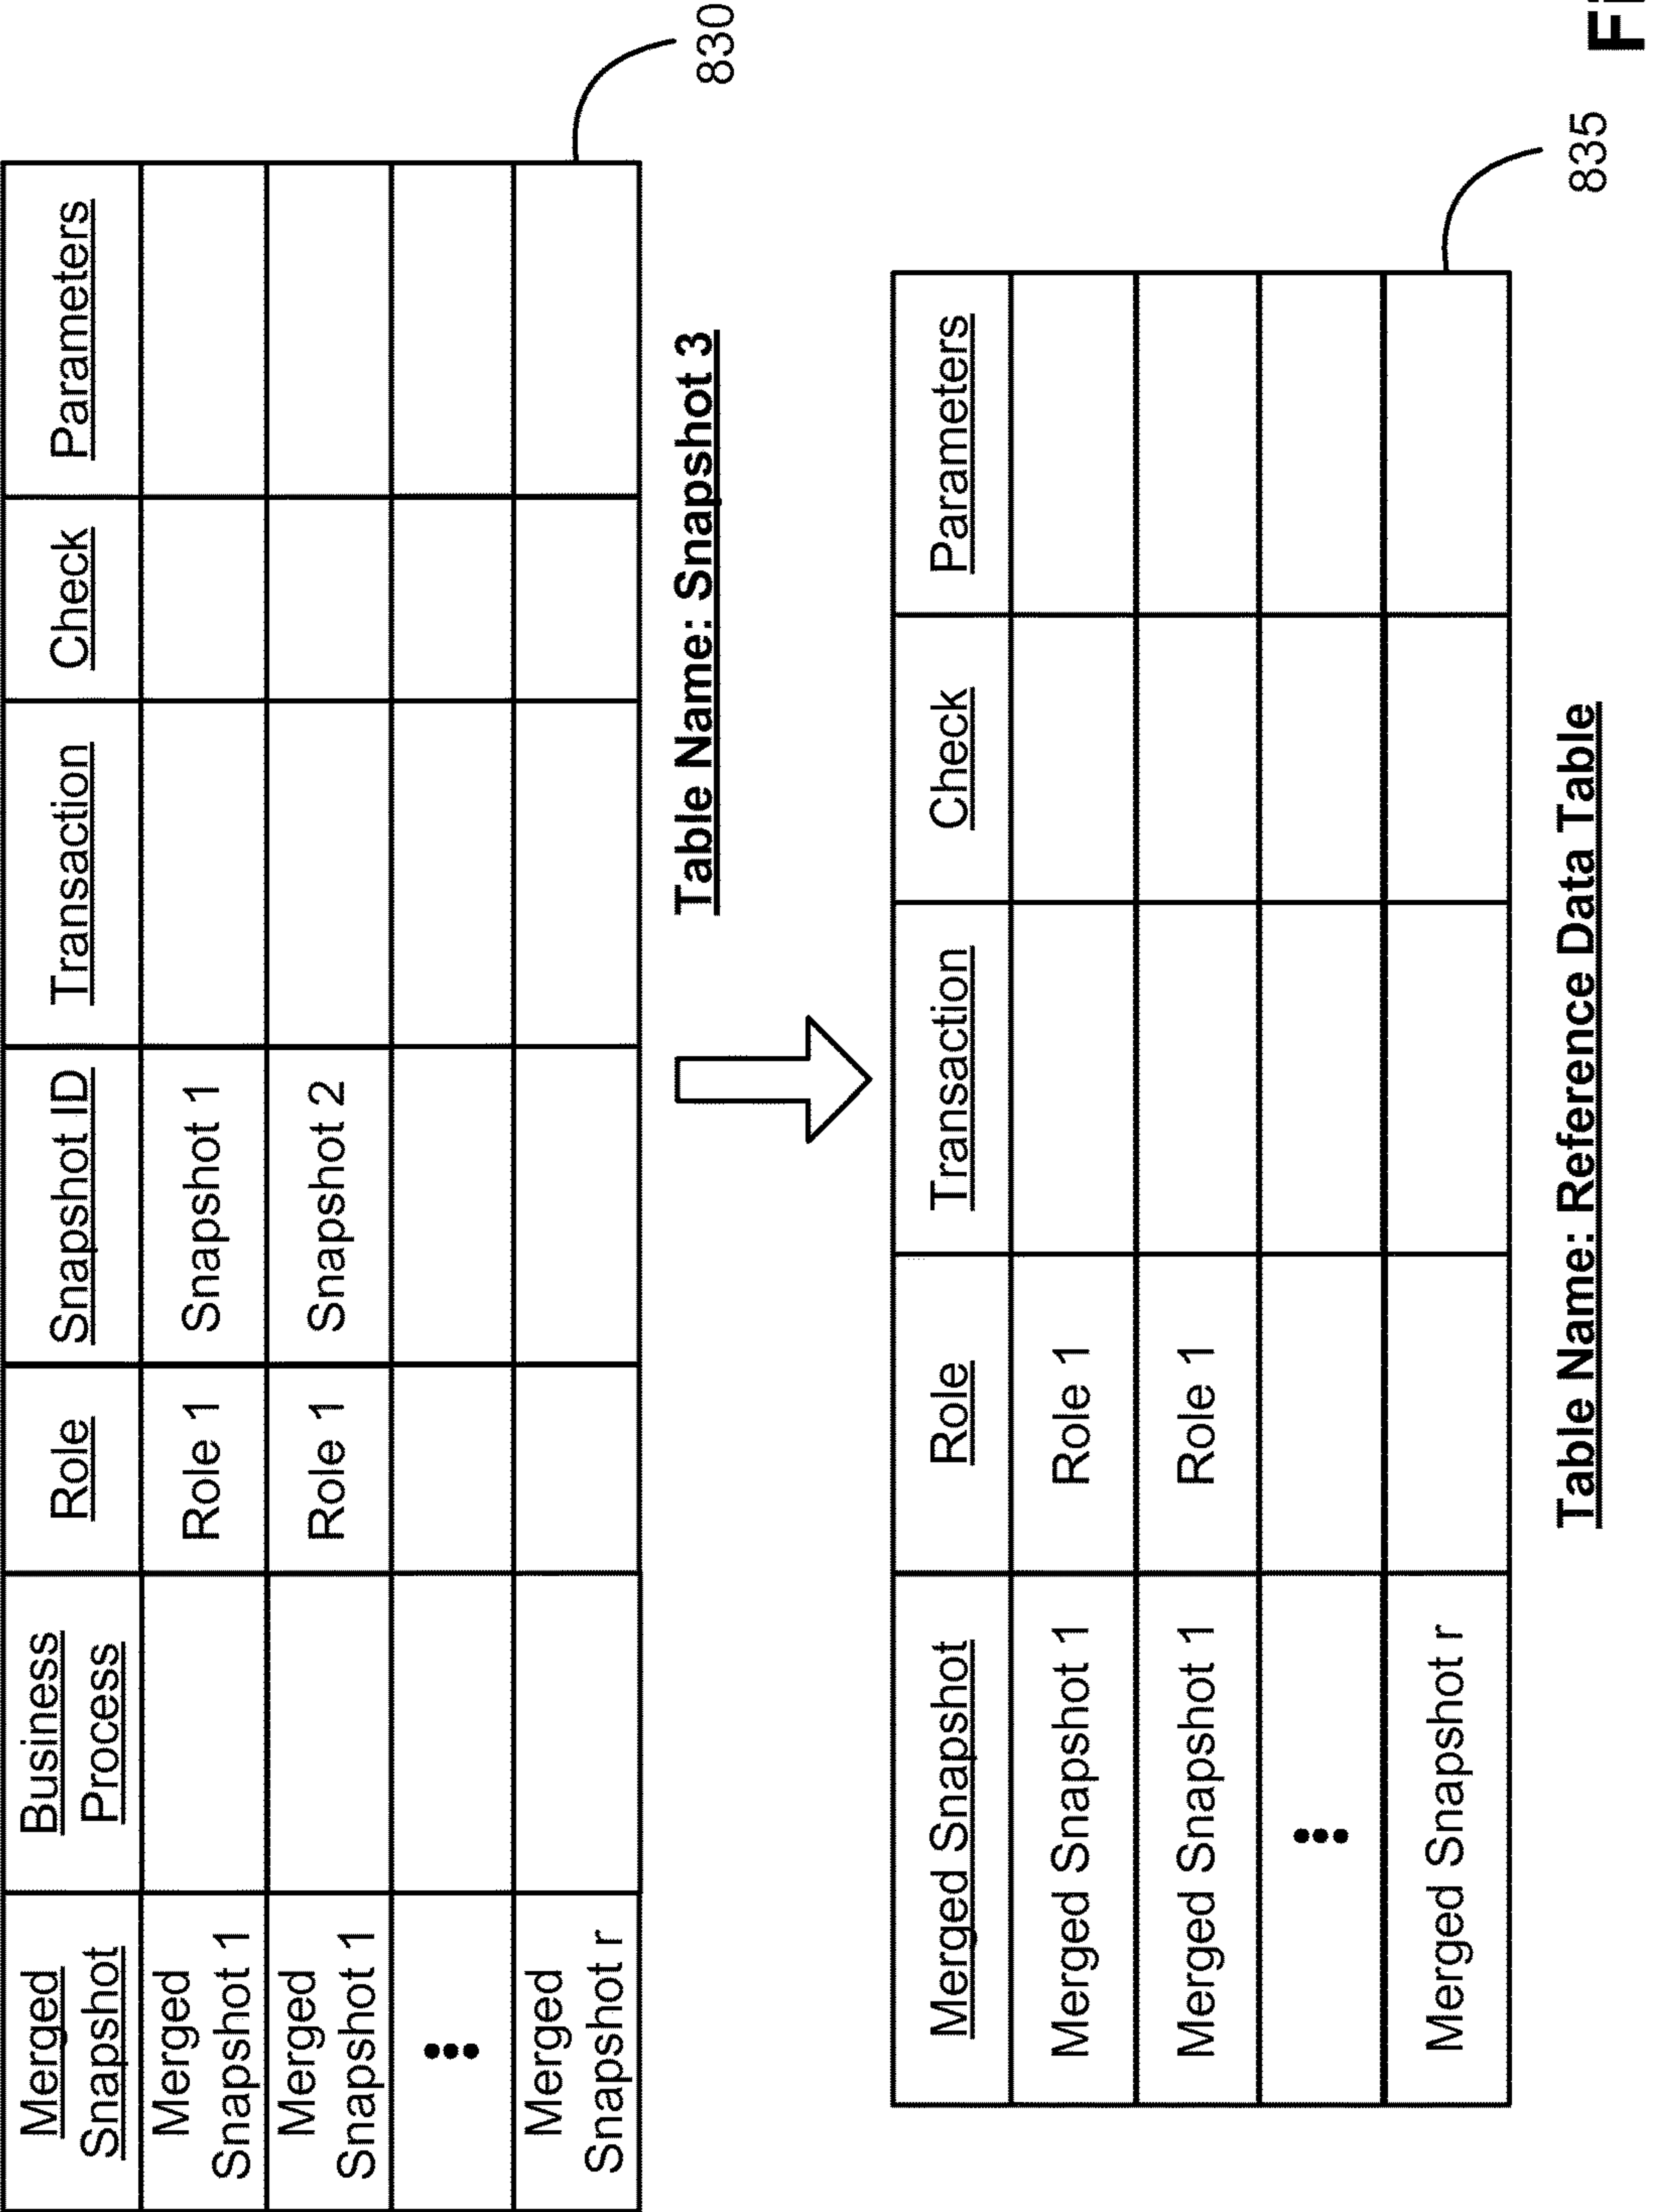 Merged Snapshot
Business Process
Role
Snapshot ID
Transaction
Check
Parameters
Merged Snapshot 1
Role 1
Snapshot 1
Merged Snapshot 1
Role 1
Snapshot 2
Merged Snapshot r
830
Table Name: Snapshot 3
Merged Snapshot
Role
Transaction
Check
Parameters
Merged Snapshot 1
Role 1
Merged Snapshot 1
Role 1
Merged Snapshot r
835
Table Name: Reference Data Table